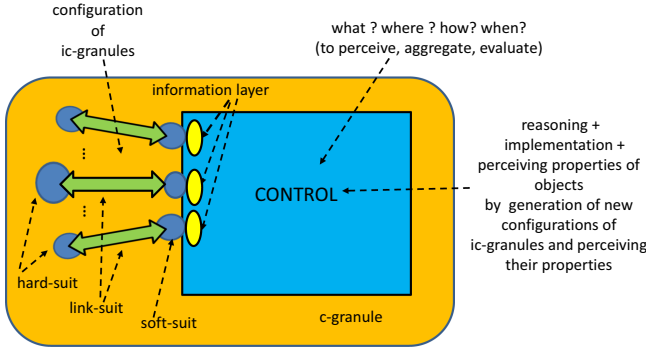 configuration
of
ic-granules
what ? where ? how? when?
(to perceive, aggregate, evaluate)
information layer
...
...
CONTROL
reasoning +
implementation +
perceiving properties of
objects
by generation of new
configurations of
ic-granules and perceiving
their properties
hard-suit
link-suit
soft-suit
c-granule